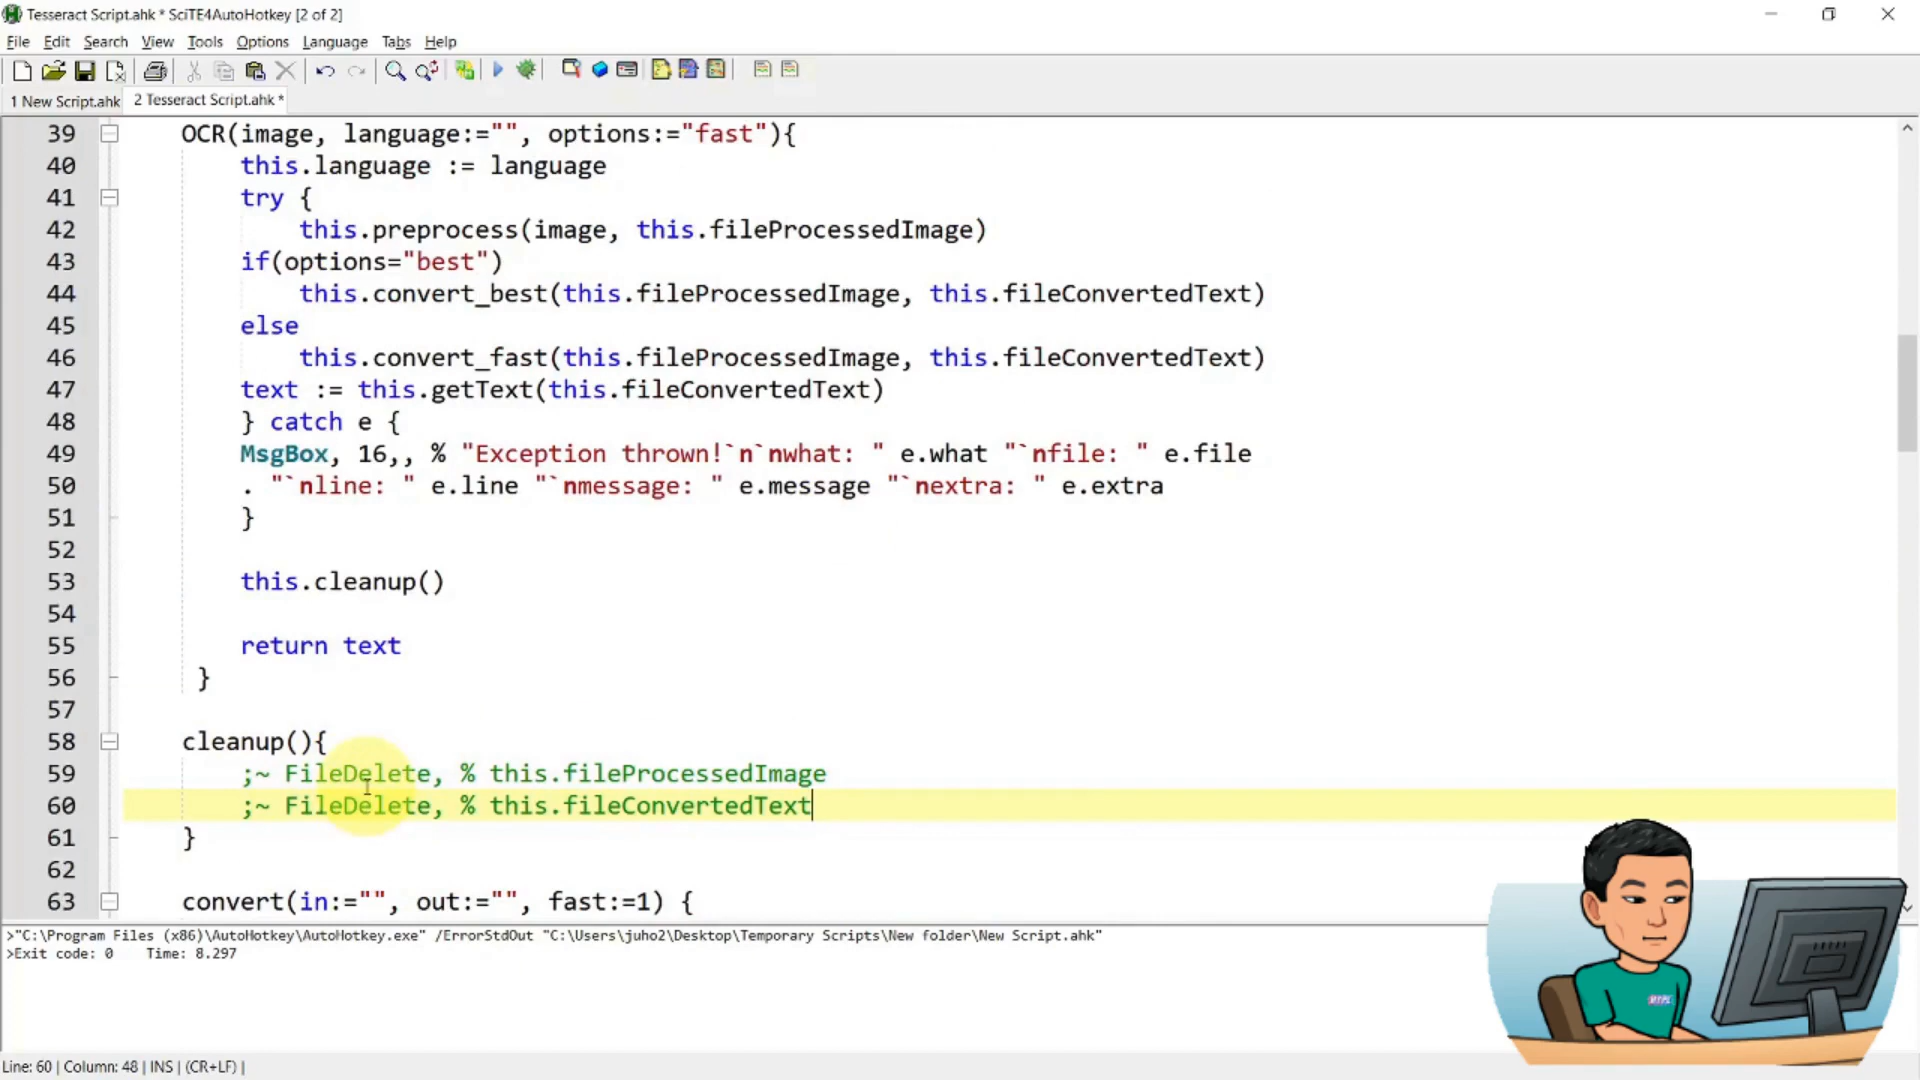 Tesseract Script.ahk * SciTE4AutoHotkey [2 of 2]
File Edit Search View Tools Options Language Tabs Help
1 New Script.ahk 2 Tesseract Script.ahk *
39 OCR(image, language:="", options:="fast"){
40 this.language := language
41 try {
42 this.preprocess(image, this.fileProcessedImage)
43 if(options="best")
44 this.convert_best(this.fileProcessedImage, this.fileConvertedText)
45 else
46 this.convert_fast(this.fileProcessedImage, this.fileConvertedText)
47 text := this.getText(this.fileConvertedText)
48 } catch e {
49 MsgBox, 16,, % "Exception thrown!`n`nwhat: " e.what "`nfile: " e.file
50 . "`nline: " e.line "`nmessage: " e.message "`nextra: " e.extra
51 }
52
53 this.cleanup()
54
55 return text
56 }
57
58 cleanup(){
59 ;~ FileDelete, % this.fileProcessedImage
60 ;~ FileDelete, % this.fileConvertedText
61 }
62
63 convert(in:="", out:="", fast:=1) {
>"C:\Program Files (x86)\AutoHotkey\AutoHotkey.exe" /ErrorStdOut "C:\Users\juho2\Desktop\Temporary Scripts\New folder\New Script.ahk"
>Exit code: 0 Time: 8.297
Line: 60 | Column: 48 | INS | (CR+LF) |